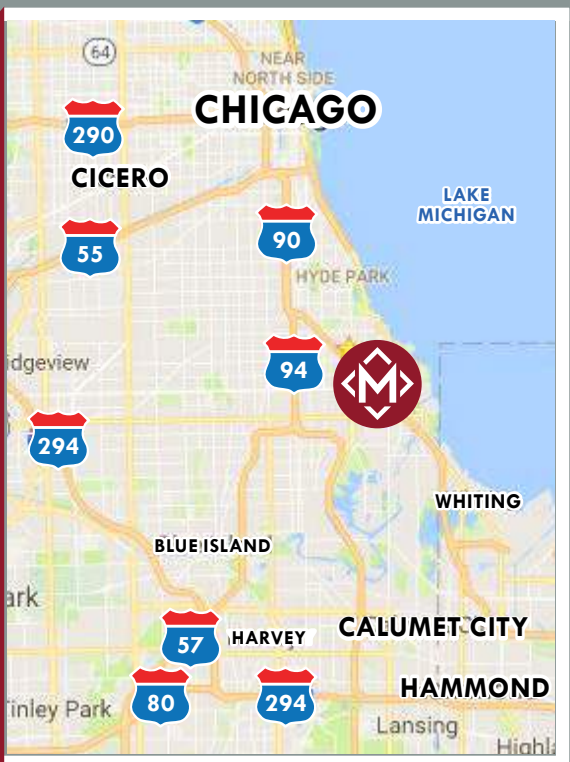 64
NEAR
NORTH SIDE
CHICAGO
290
CICERO
LAKE
MICHIGAN
55
90
HYDE PARK
idgeview
94
M
294
WHITING
BLUE ISLAND
ark
57
HARVEY
CALUMET CITY
80
294
HAMMOND
Tinley Park
Lansing
Highl